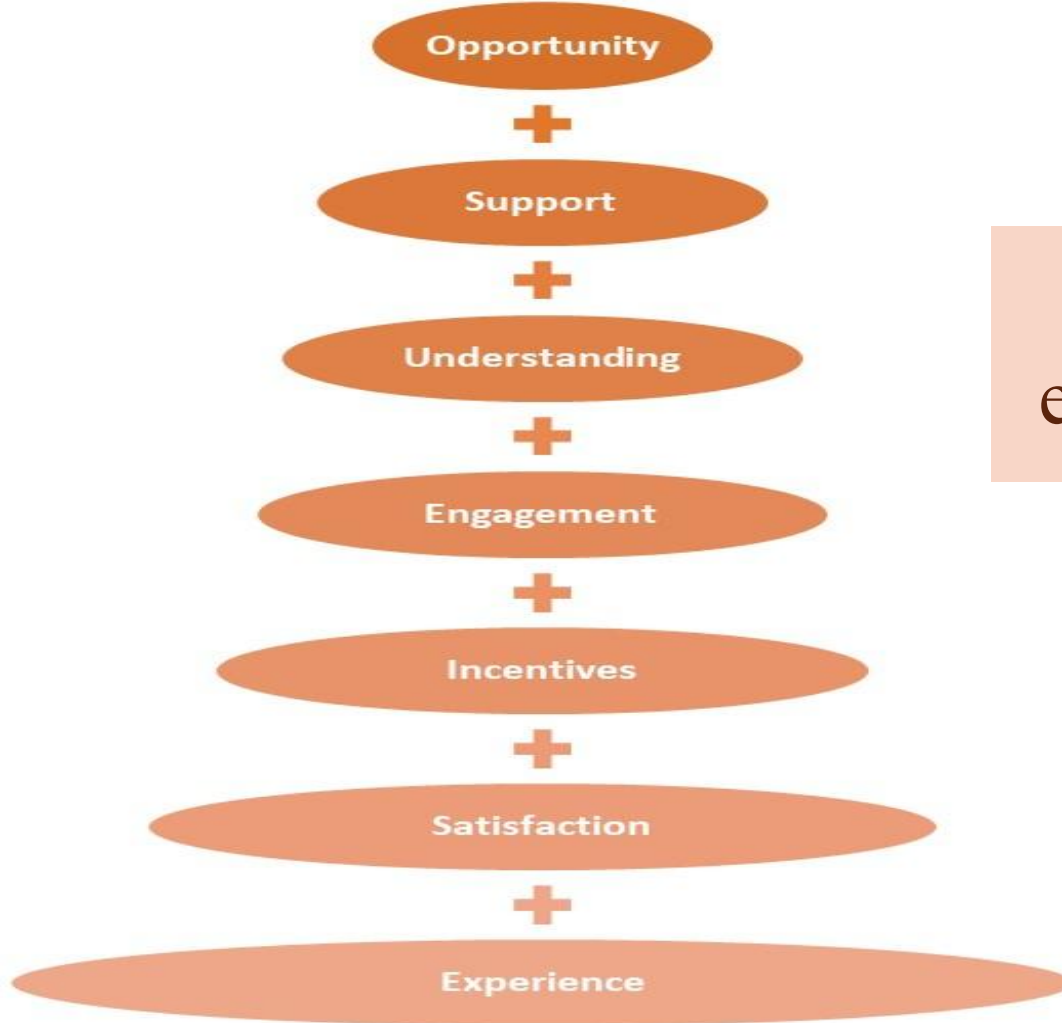 Opportunity
+
Support
+
Understanding
+
Engagement
+
Incentives
+
Satisfaction
+
Experience
e